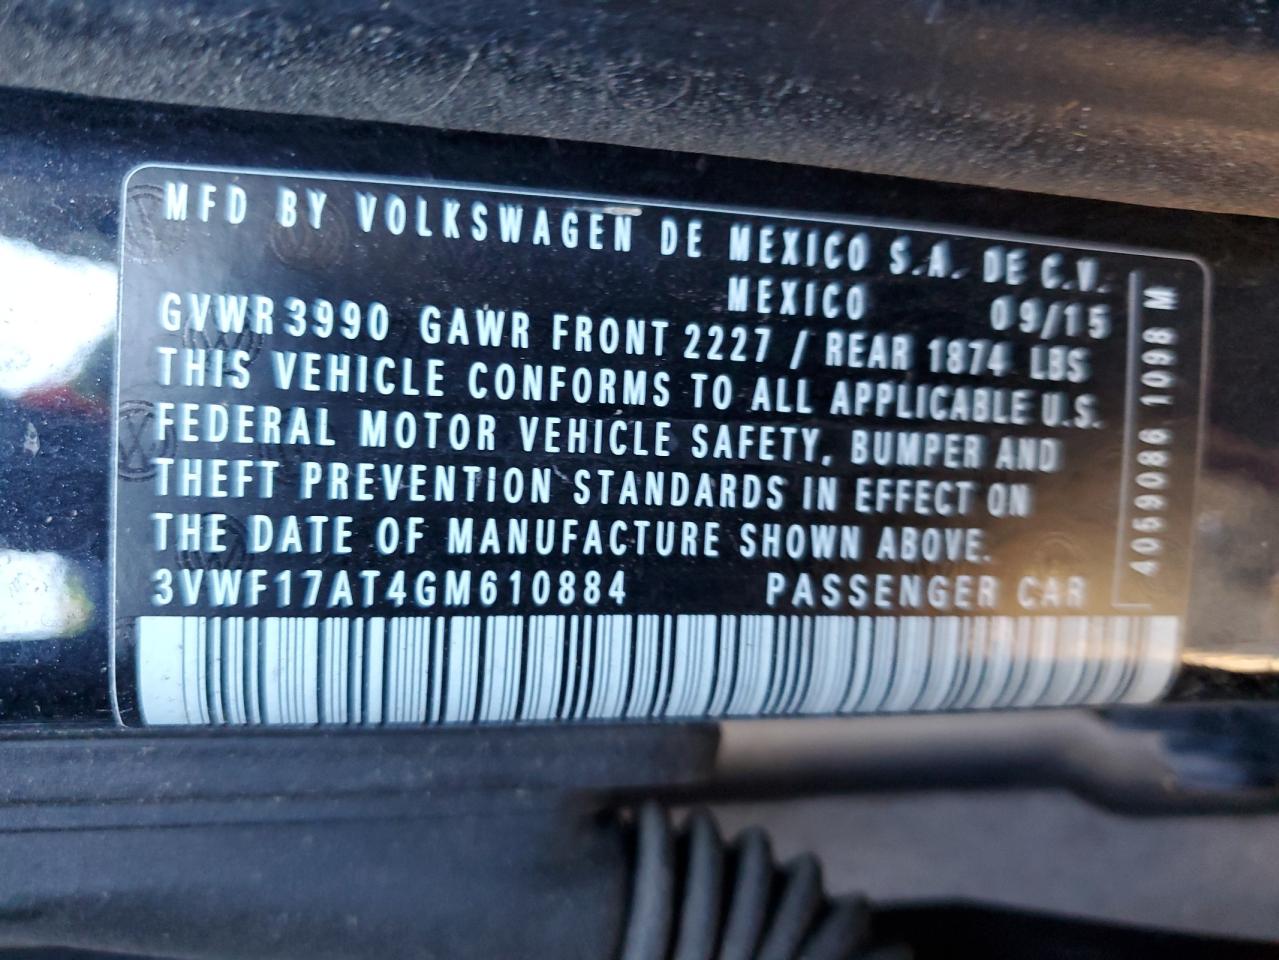 MFD BY VOLKSWAGEN DE MEXICO S.A. DE C.V.
MEXICO 09/15
GVWR 3990 GAWR FRONT 2227 / REAR 1874 LBS
THIS VEHICLE CONFORMS TO ALL APPLICABLE U.S.
FEDERAL MOTOR VEHICLE SAFETY, BUMPER AND
THEFT PREVENTION STANDARDS IN EFFECT ON
THE DATE OF MANUFACTURE SHOWN ABOVE.
3VWF17AT4GM610884 PASSENGER CAR
4059086 1098 M